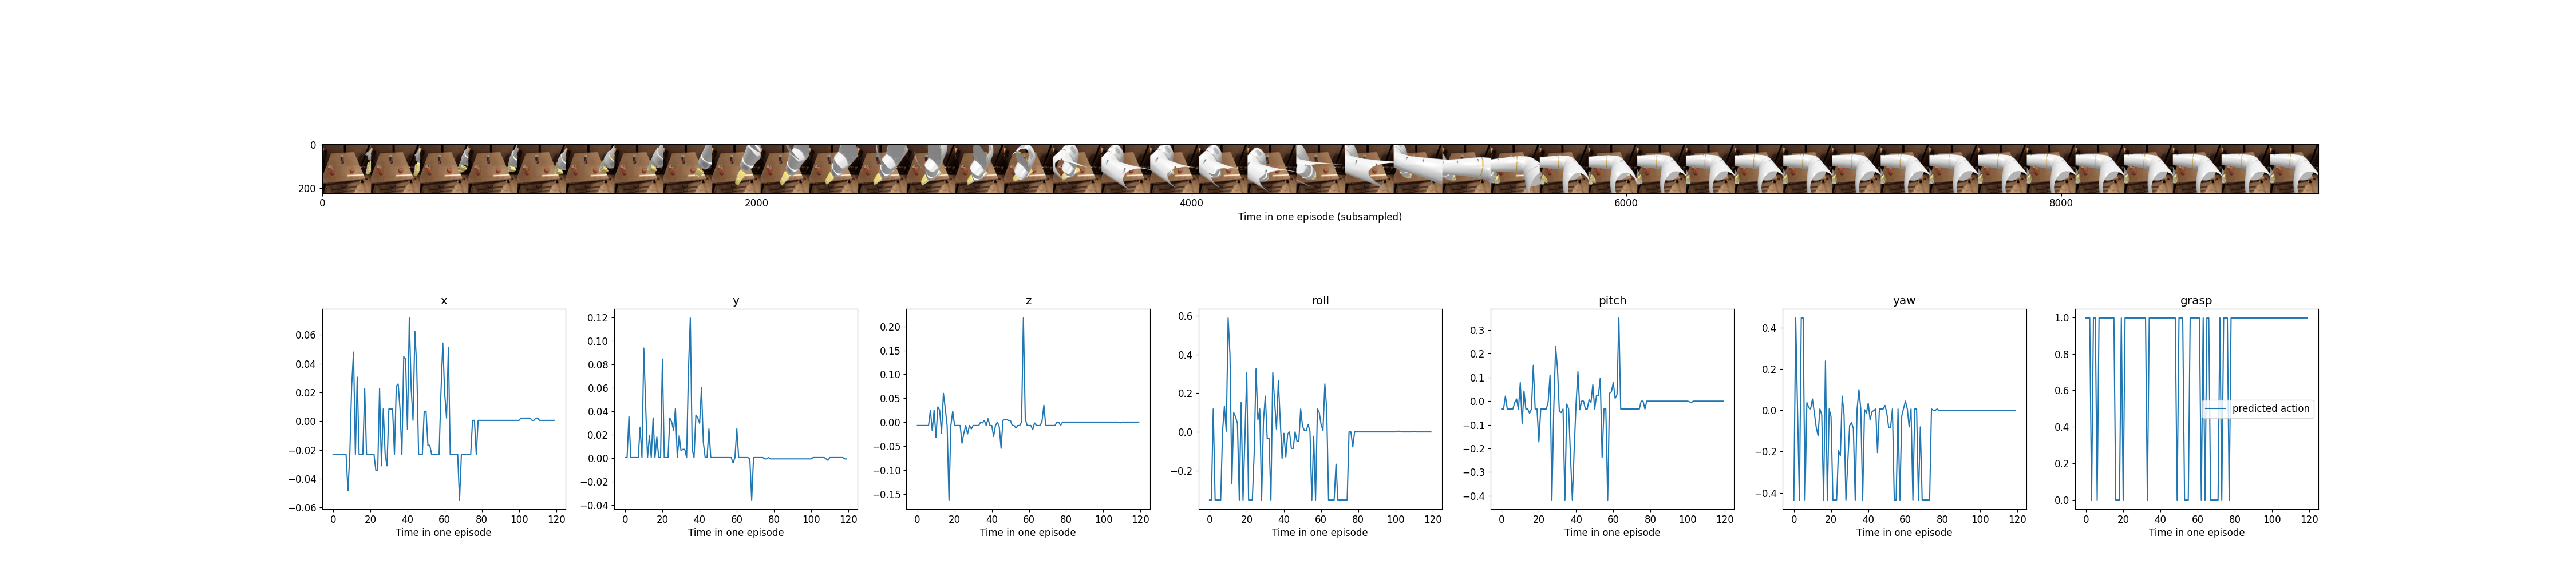 0
200
0 2000 4000 6000 8000
Time in one episode (subsampled)
x
0.06
0.04
0.02
0.00
−0.02
−0.04
−0.06
0 20 40 60 80 100 120
Time in one episode
y
0.12
0.10
0.08
0.06
0.04
0.02
0.00
−0.02
−0.04
0 20 40 60 80 100 120
Time in one episode
z
0.20
0.15
0.10
0.05
0.00
−0.05
−0.10
−0.15
0 20 40 60 80 100 120
Time in one episode
roll
0.6
0.4
0.2
0.0
−0.2
0 20 40 60 80 100 120
Time in one episode
pitch
0.3
0.2
0.1
0.0
−0.1
−0.2
−0.3
−0.4
0 20 40 60 80 100 120
Time in one episode
yaw
0.4
0.2
0.0
−0.2
−0.4
0 20 40 60 80 100 120
Time in one episode
grasp
1.0
0.8
0.6
0.4
0.2
0.0
predicted action
0 20 40 60 80 100 120
Time in one episode